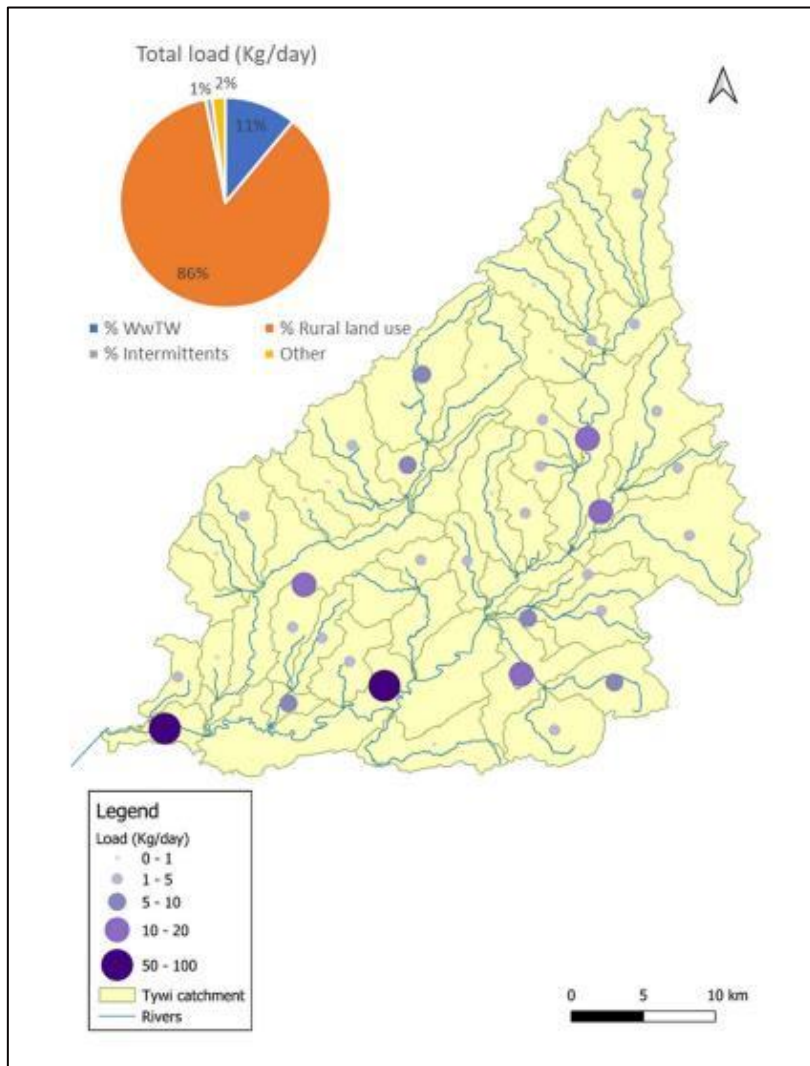 Total load (Kg/day)
1% 2%
11%
86%
% WwTW % Rural land use
% Intermittents Other
Legend
Load (Kg/day)
0 - 1
1 - 5
5 - 10
10 - 20
50 - 100
Tywi catchment
Rivers
0 5 10 km